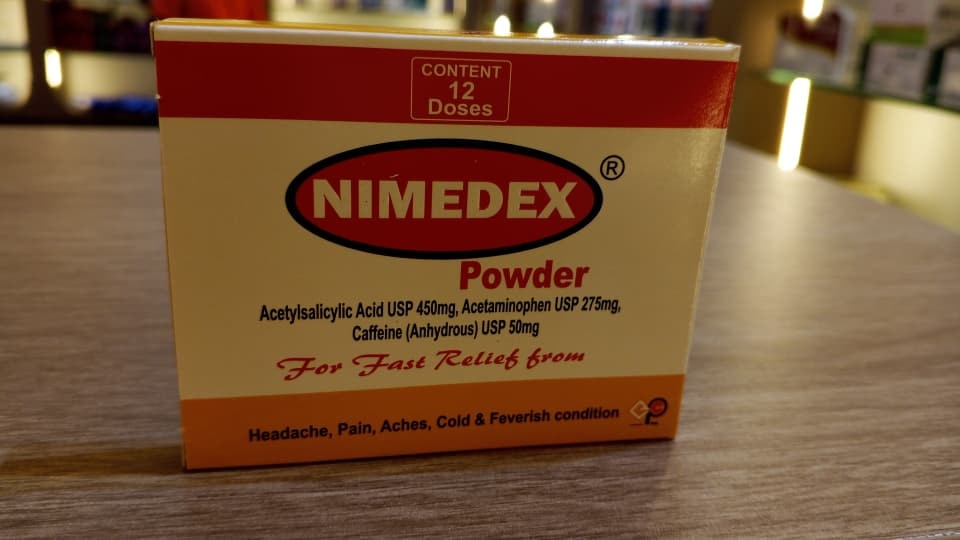 CONTENT
12
Doses
NIMEDEX ®
Powder
Acetylsalicylic Acid USP 450mg, Acetaminophen USP 275mg,
Caffeine (Anhydrous) USP 50mg
For Fast Relief from
Headache, Pain, Aches, Cold & Feverish condition